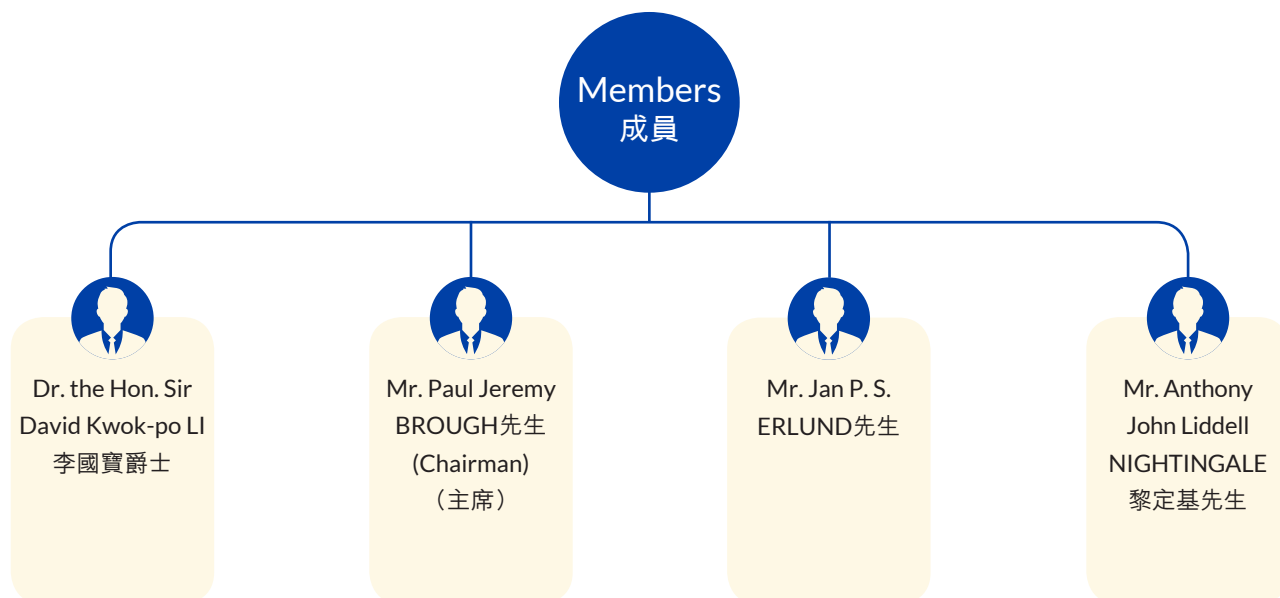 Members
成員
Dr. the Hon. Sir
David Kwok-po LI
李國寶爵士
Mr. Paul Jeremy
BROUGH先生
(Chairman)
（主席）
Mr. Jan P. S.
ERLUND先生
Mr. Anthony
John Liddell
NIGHTINGALE
黎定基先生